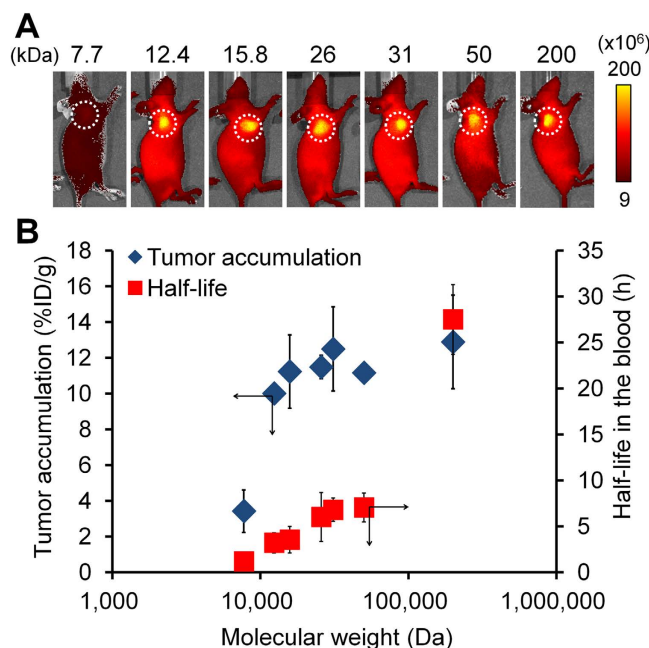 A
(kDa) 7.7 12.4 15.8 26 31 50 200 (x10⁶)
200
9
B
Tumor accumulation
Half-life
Tumor accumulation (%ID/g)
18
16
14
12
10
8
6
4
2
0
35
30
25
20
15
10
5
0
Half-life in the blood (h)
1,000 10,000 100,000 1,000,000
Molecular weight (Da)